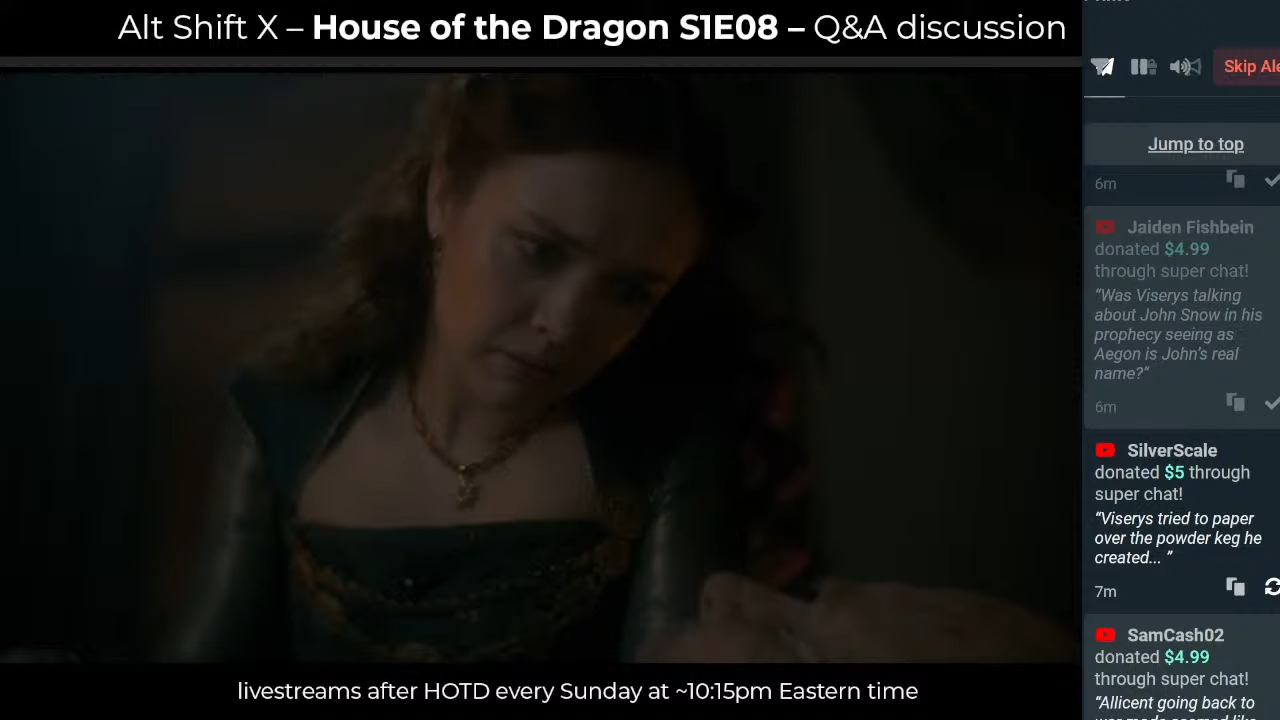 Alt Shift X – House of the Dragon S1E08 – Q&A discussion
Skip Ale
Jump to top
6m
Jaiden Fishbein
donated $4.99
through super chat!
“Was Viserys talking
about John Snow in his
prophecy seeing as
Aegon is John's real
name?”
6m
SilverScale
donated $5 through
super chat!
“Viserys tried to paper
over the powder keg he
created... ”
7m
SamCash02
donated $4.99
through super chat!
“Allicent going back to
livestreams after HOTD every Sunday at ~10:15pm Eastern time